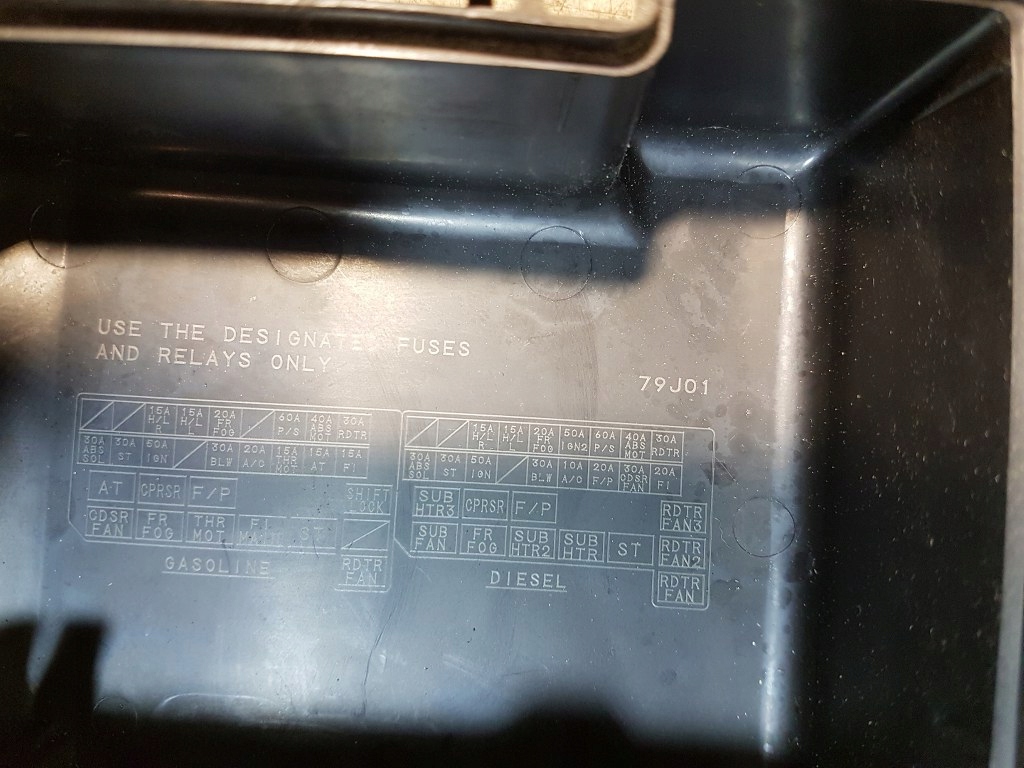 USE THE DESIGNATED FUSES
AND RELAYS ONLY
79J01
15A H/L R 15A H/L L 20A FR FOG 60A P/S 40A ABS MOT 30A RDTR
30A ABS SOL 30A ST 50A IGN 30A BLW 20A A/O 15A THR MOT 15A AT 15A FI
AT CPRSR F/P SHIFT LOCK
CDSR FAN FR FOG THR MOT FI ST
RDTR FAN
GASOLINE
15A H/L R 15A H/L L 20A FR FOG 50A IGN2 60A P/S 40A ABS MOT 30A RDTR
30A ABS SOL 30A ST 50A IGN 30A BLW 10A A/O 20A F/P 30A CDSR FAN 20A FI
SUB HTR3 CPRSR F/P RDTR FAN3
SUB FAN FR FOG SUB HTR2 SUB HTR ST RDTR FAN2
RDTR FAN
DIESEL